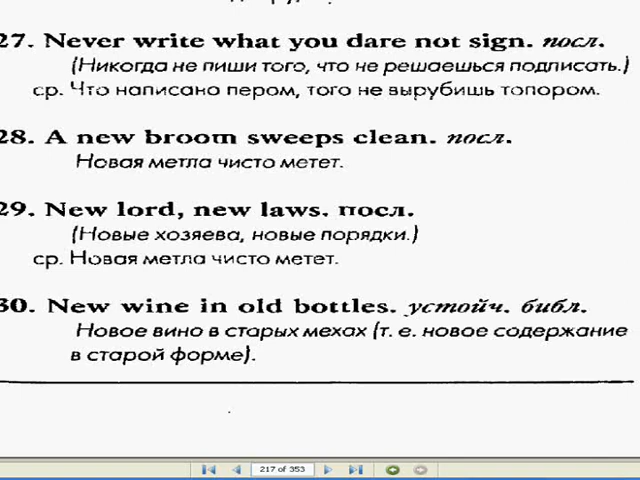 27. Never write what you dare not sign. посл.
(Никогда не пиши того, что не решаешься подписать.)
ср. Что написано пером, того не вырубишь топором.
28. A new broom sweeps clean. посл.
Новая метла чисто метет.
29. New lord, new laws. посл.
(Новые хозяева, новые порядки.)
ср. Новая метла чисто метет.
30. New wine in old bottles. устойч. библ.
Новое вино в старых мехах (т. е. новое содержание
в старой форме).
217 of 353